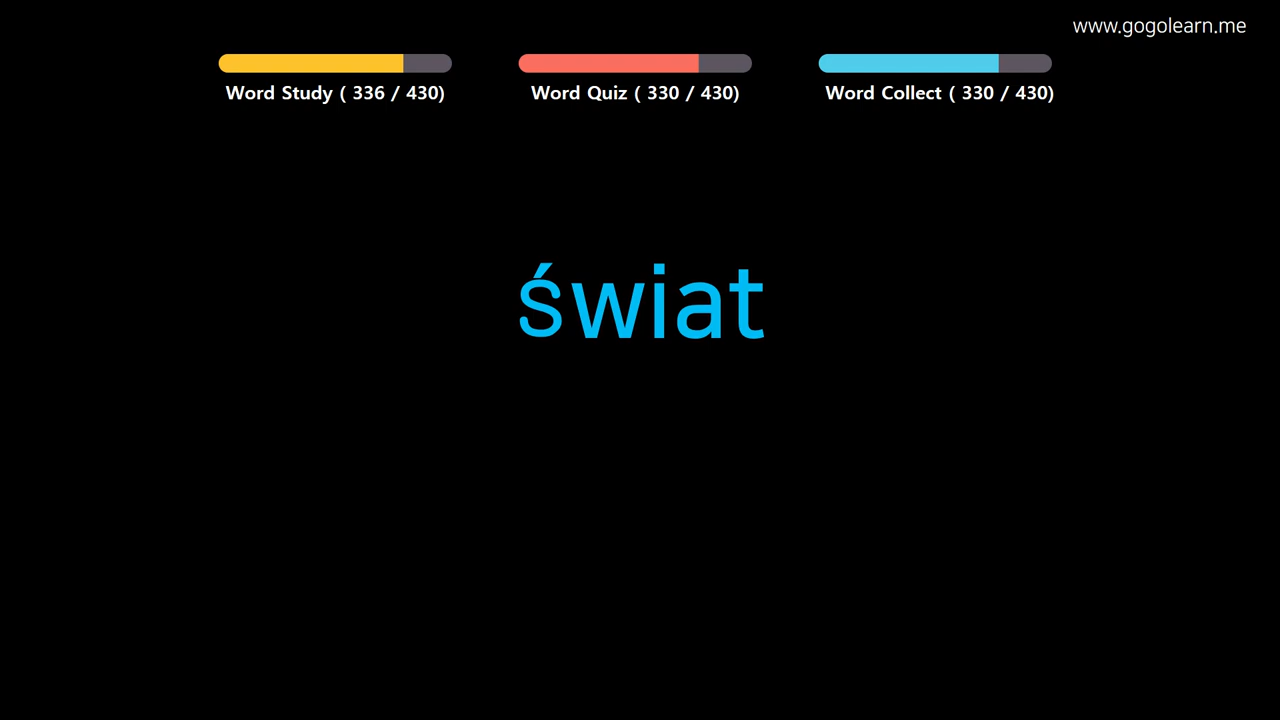 www.gogolearn.me
Word Study ( 336 / 430)
Word Quiz ( 330 / 430)
Word Collect ( 330 / 430)
świat